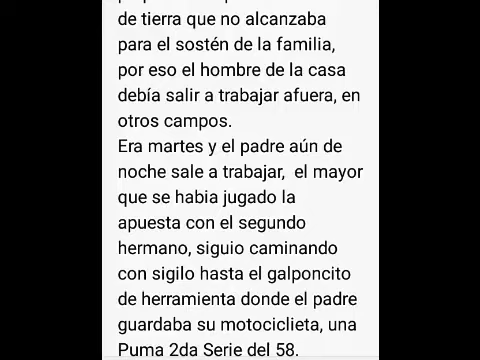 de tierra que no alcanzaba
para el sostén de la familia,
por eso el hombre de la casa
debía salir a trabajar afuera, en
otros campos.
Era martes y el padre aún de
noche sale a trabajar,  el mayor
que se habia jugado la
apuesta con el segundo
hermano, siguio caminando
con sigilo hasta el galponcito
de herramienta donde el padre
guardaba su motocicleta, una
Puma 2da Serie del 58.